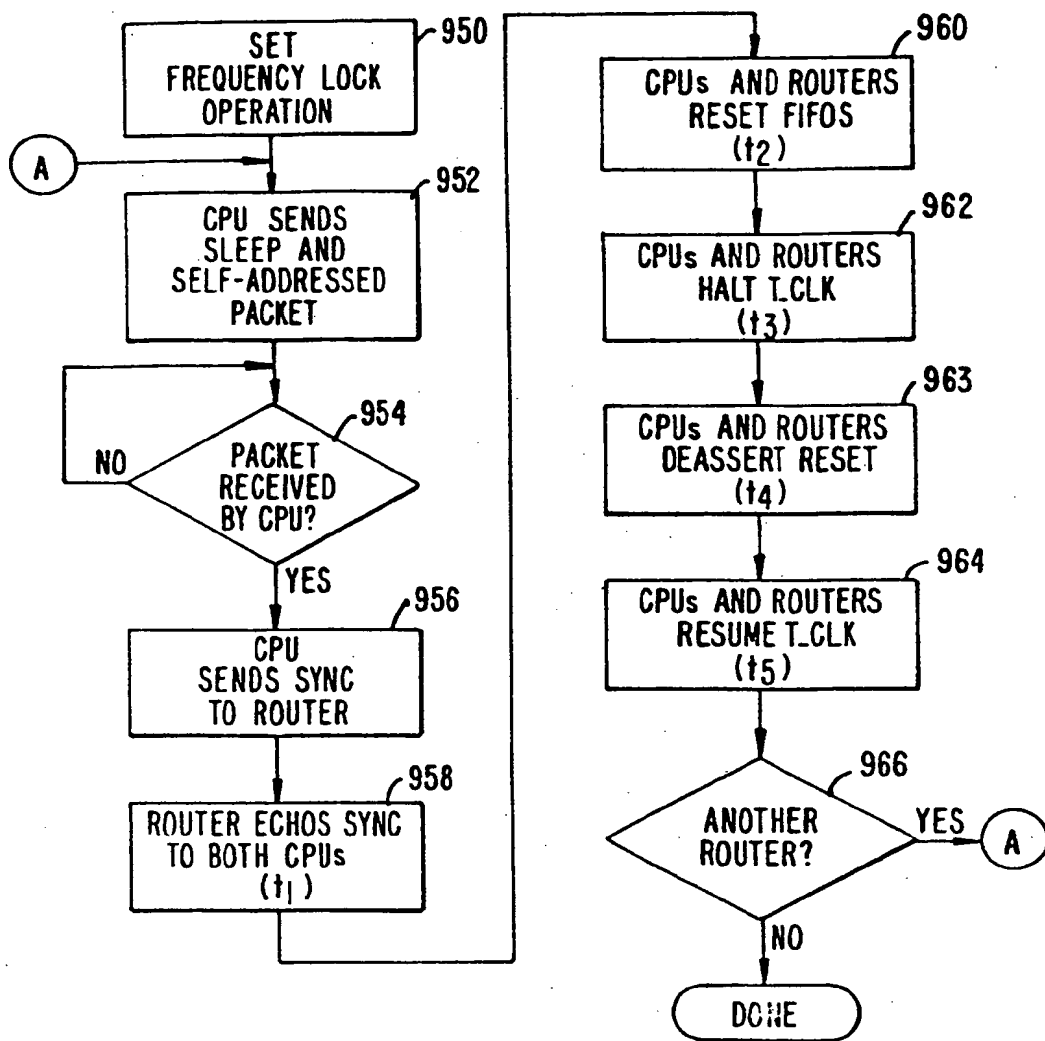 950
SET
FREQUENCY LOCK
OPERATION
A
952
CPU SENDS
SLEEP AND
SELF-ADDRESSED
PACKET
954
NO
PACKET
RECEIVED
BY CPU?
YES
956
CPU
SENDS SYNC
TO ROUTER
958
ROUTER ECHOS SYNC
TO BOTH CPUs
(t1)
960
CPUs AND ROUTERS
RESET FIFOS
(t2)
962
CPUs AND ROUTERS
HALT T_CLK
(t3)
963
CPUs AND ROUTERS
DEASSERT RESET
(t4)
964
CPUs AND ROUTERS
RESUME T_CLK
(t5)
966
ANOTHER
ROUTER?
YES
A
NO
DONE